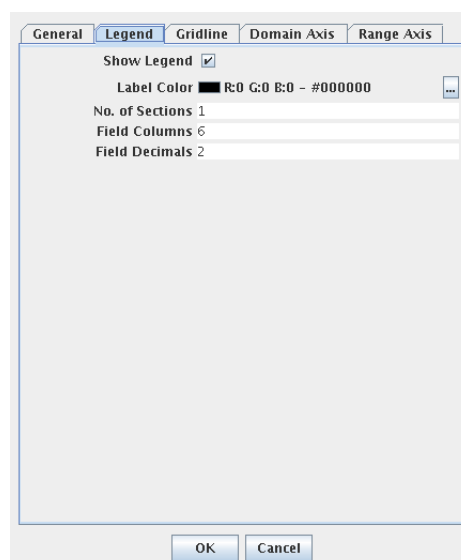 General Legend Gridline Domain Axis Range Axis
Show Legend
Label Color R:0 G:0 B:0 - #000000 ...
No. of Sections 1
Field Columns 6
Field Decimals 2
OK Cancel